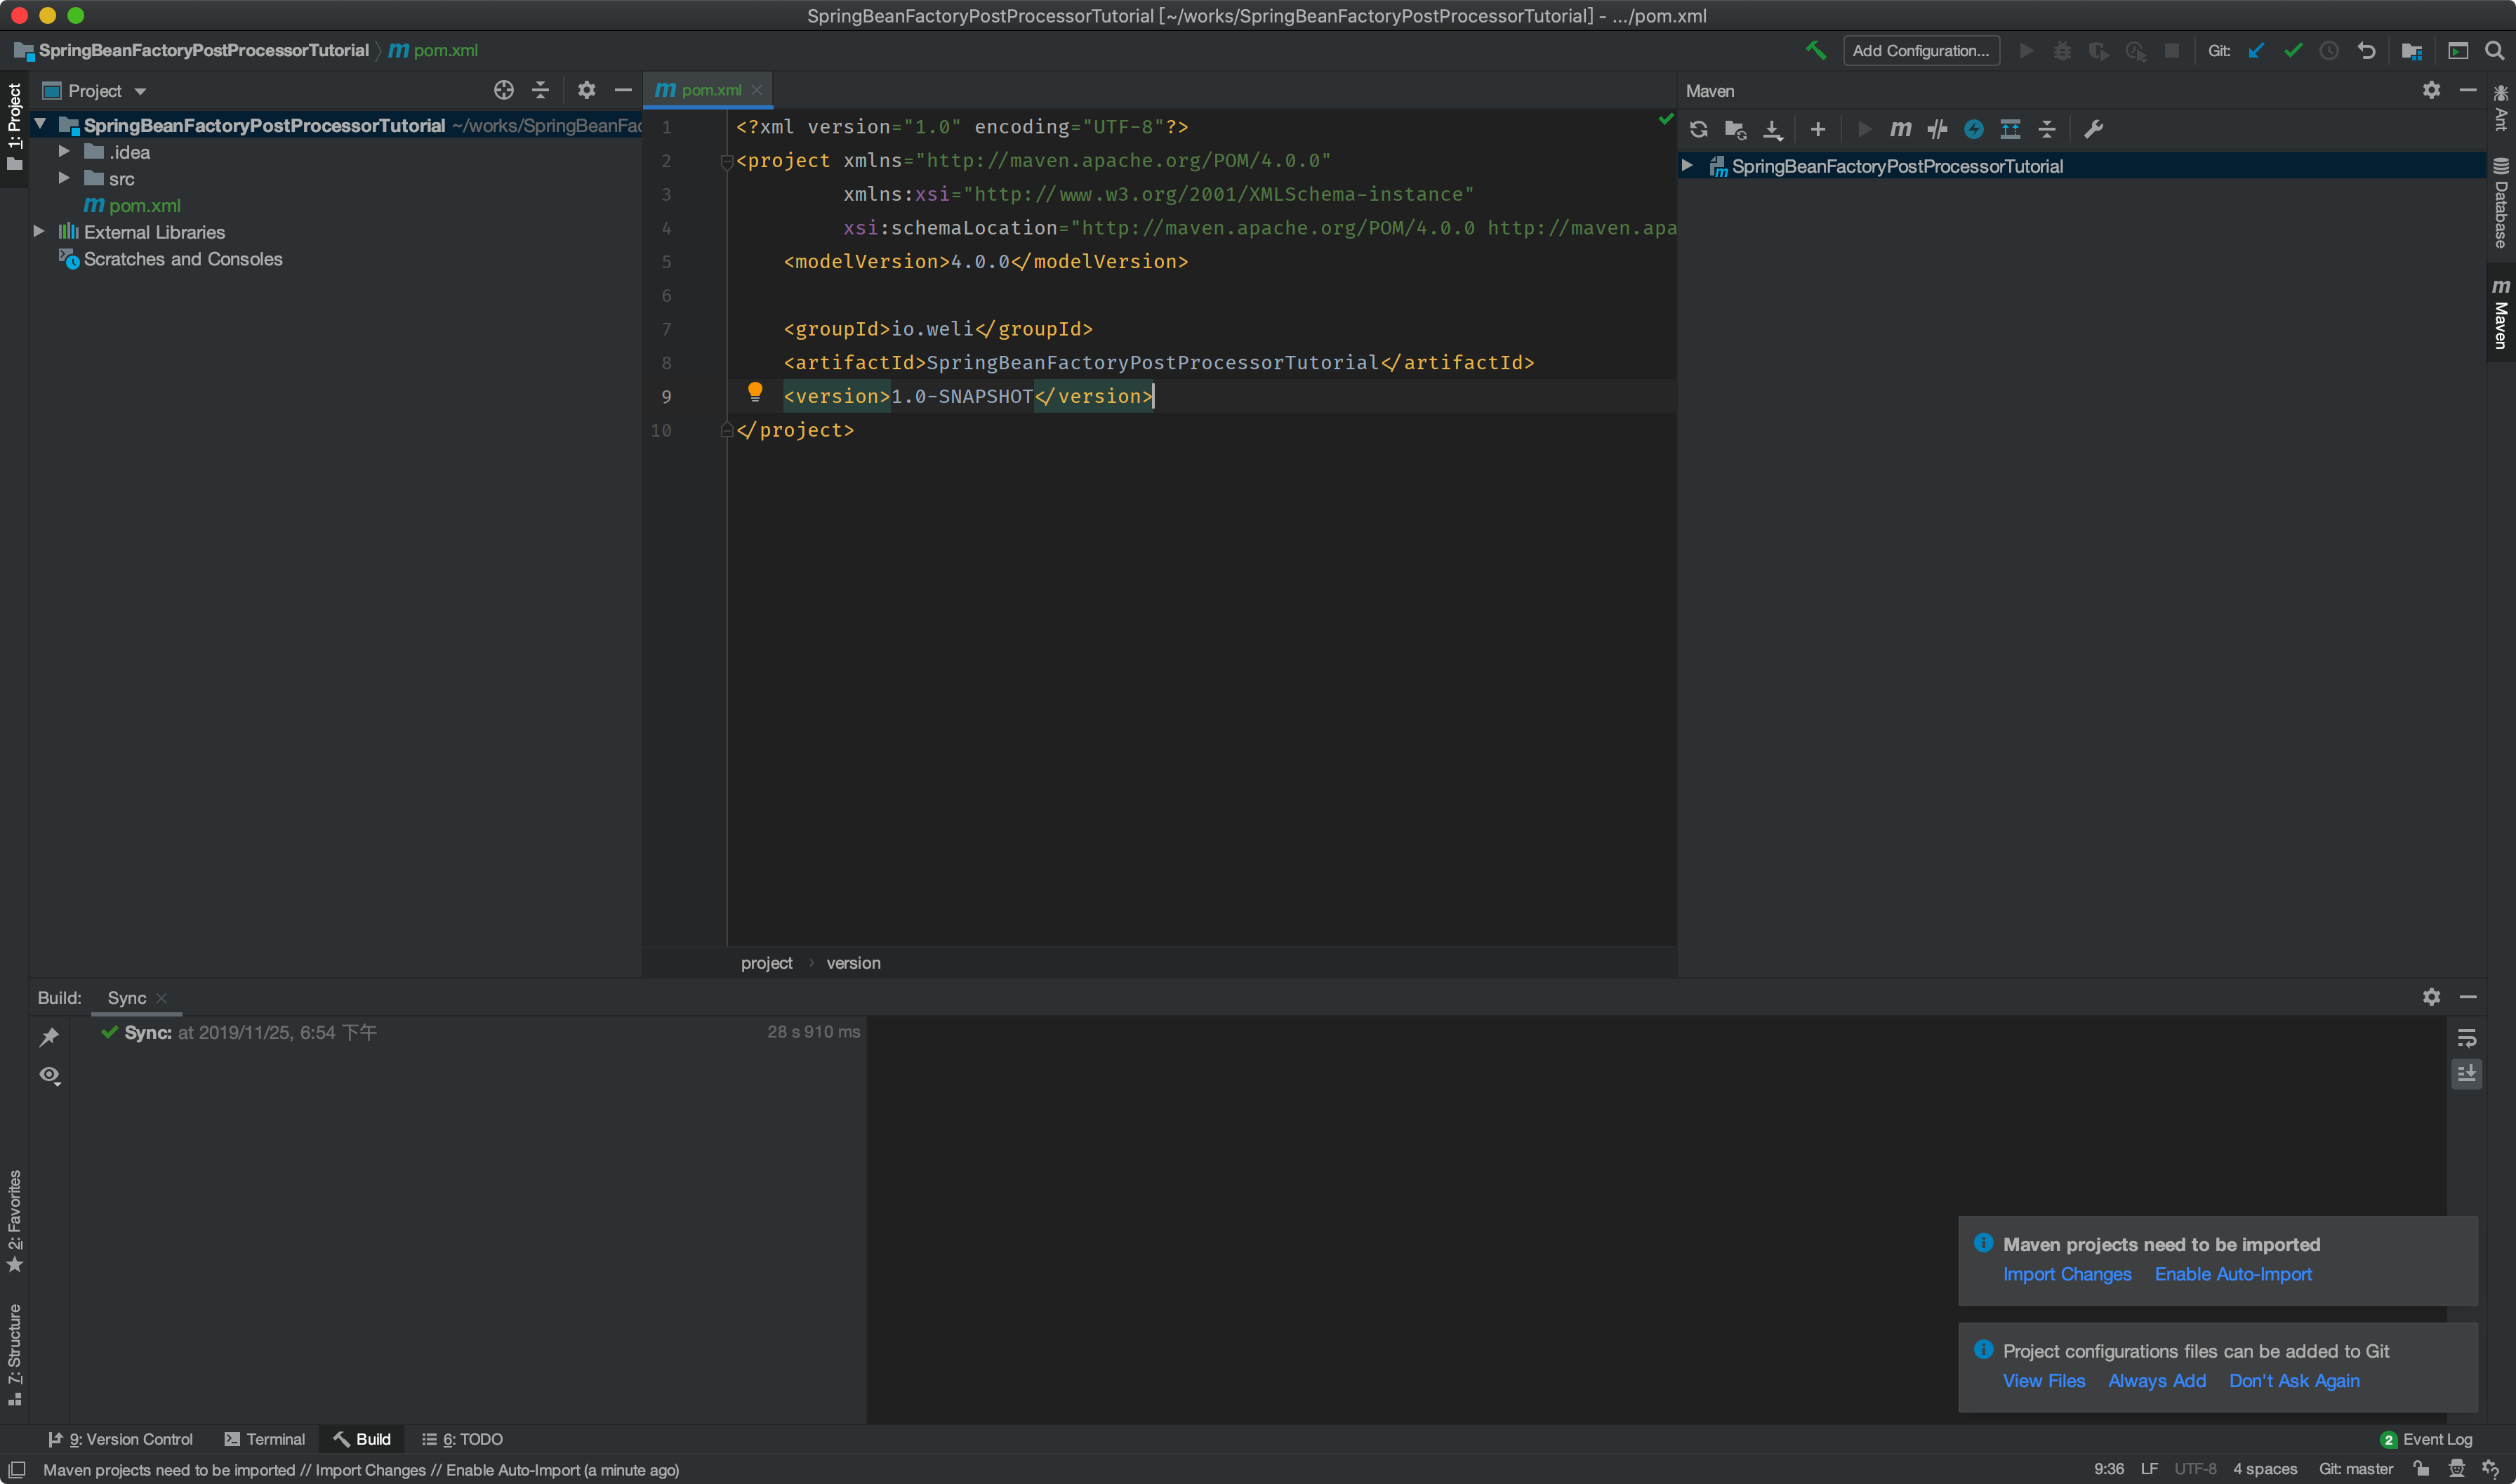 SpringBeanFactoryPostProcessorTutorial [~/works/SpringBeanFactoryPostProcessorTutorial] - .../pom.xml
SpringBeanFactoryPostProcessorTutorial
pom.xml
Add Configuration...
Git:
1: Project
Project
SpringBeanFactoryPostProcessorTutorial ~/works/SpringBeanFac
.idea
src
pom.xml
External Libraries
Scratches and Consoles
pom.xml
1 <?xml version="1.0" encoding="UTF-8"?>
2 <project xmlns="http://maven.apache.org/POM/4.0.0"
3 xmlns:xsi="http://www.w3.org/2001/XMLSchema-instance"
4 xsi:schemaLocation="http://maven.apache.org/POM/4.0.0 http://maven.apa
5 <modelVersion>4.0.0</modelVersion>
6
7 <groupId>io.weli</groupId>
8 <artifactId>SpringBeanFactoryPostProcessorTutorial</artifactId>
9 <version>1.0-SNAPSHOT</version>
10 </project>
project › version
Maven
SpringBeanFactoryPostProcessorTutorial
Ant
Database
Maven
Build:
Sync
Sync: at 2019/11/25, 6:54 下午
28 s 910 ms
2: Favorites
7: Structure
Maven projects need to be imported
Import Changes Enable Auto-Import
Project configurations files can be added to Git
View Files Always Add Don't Ask Again
9: Version Control
Terminal
Build
6: TODO
2 Event Log
Maven projects need to be imported // Import Changes // Enable Auto-Import (a minute ago)
9:36 LF UTF-8 4 spaces Git: master